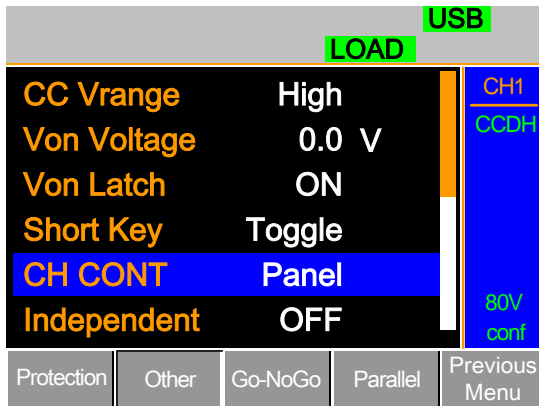 USB
LOAD
CC Vrange High
Von Voltage 0.0 V
Von Latch ON
Short Key Toggle
CH CONT Panel
Independent OFF
CH1
CCDH
80V
conf
Protection Other Go-NoGo Parallel Previous Menu